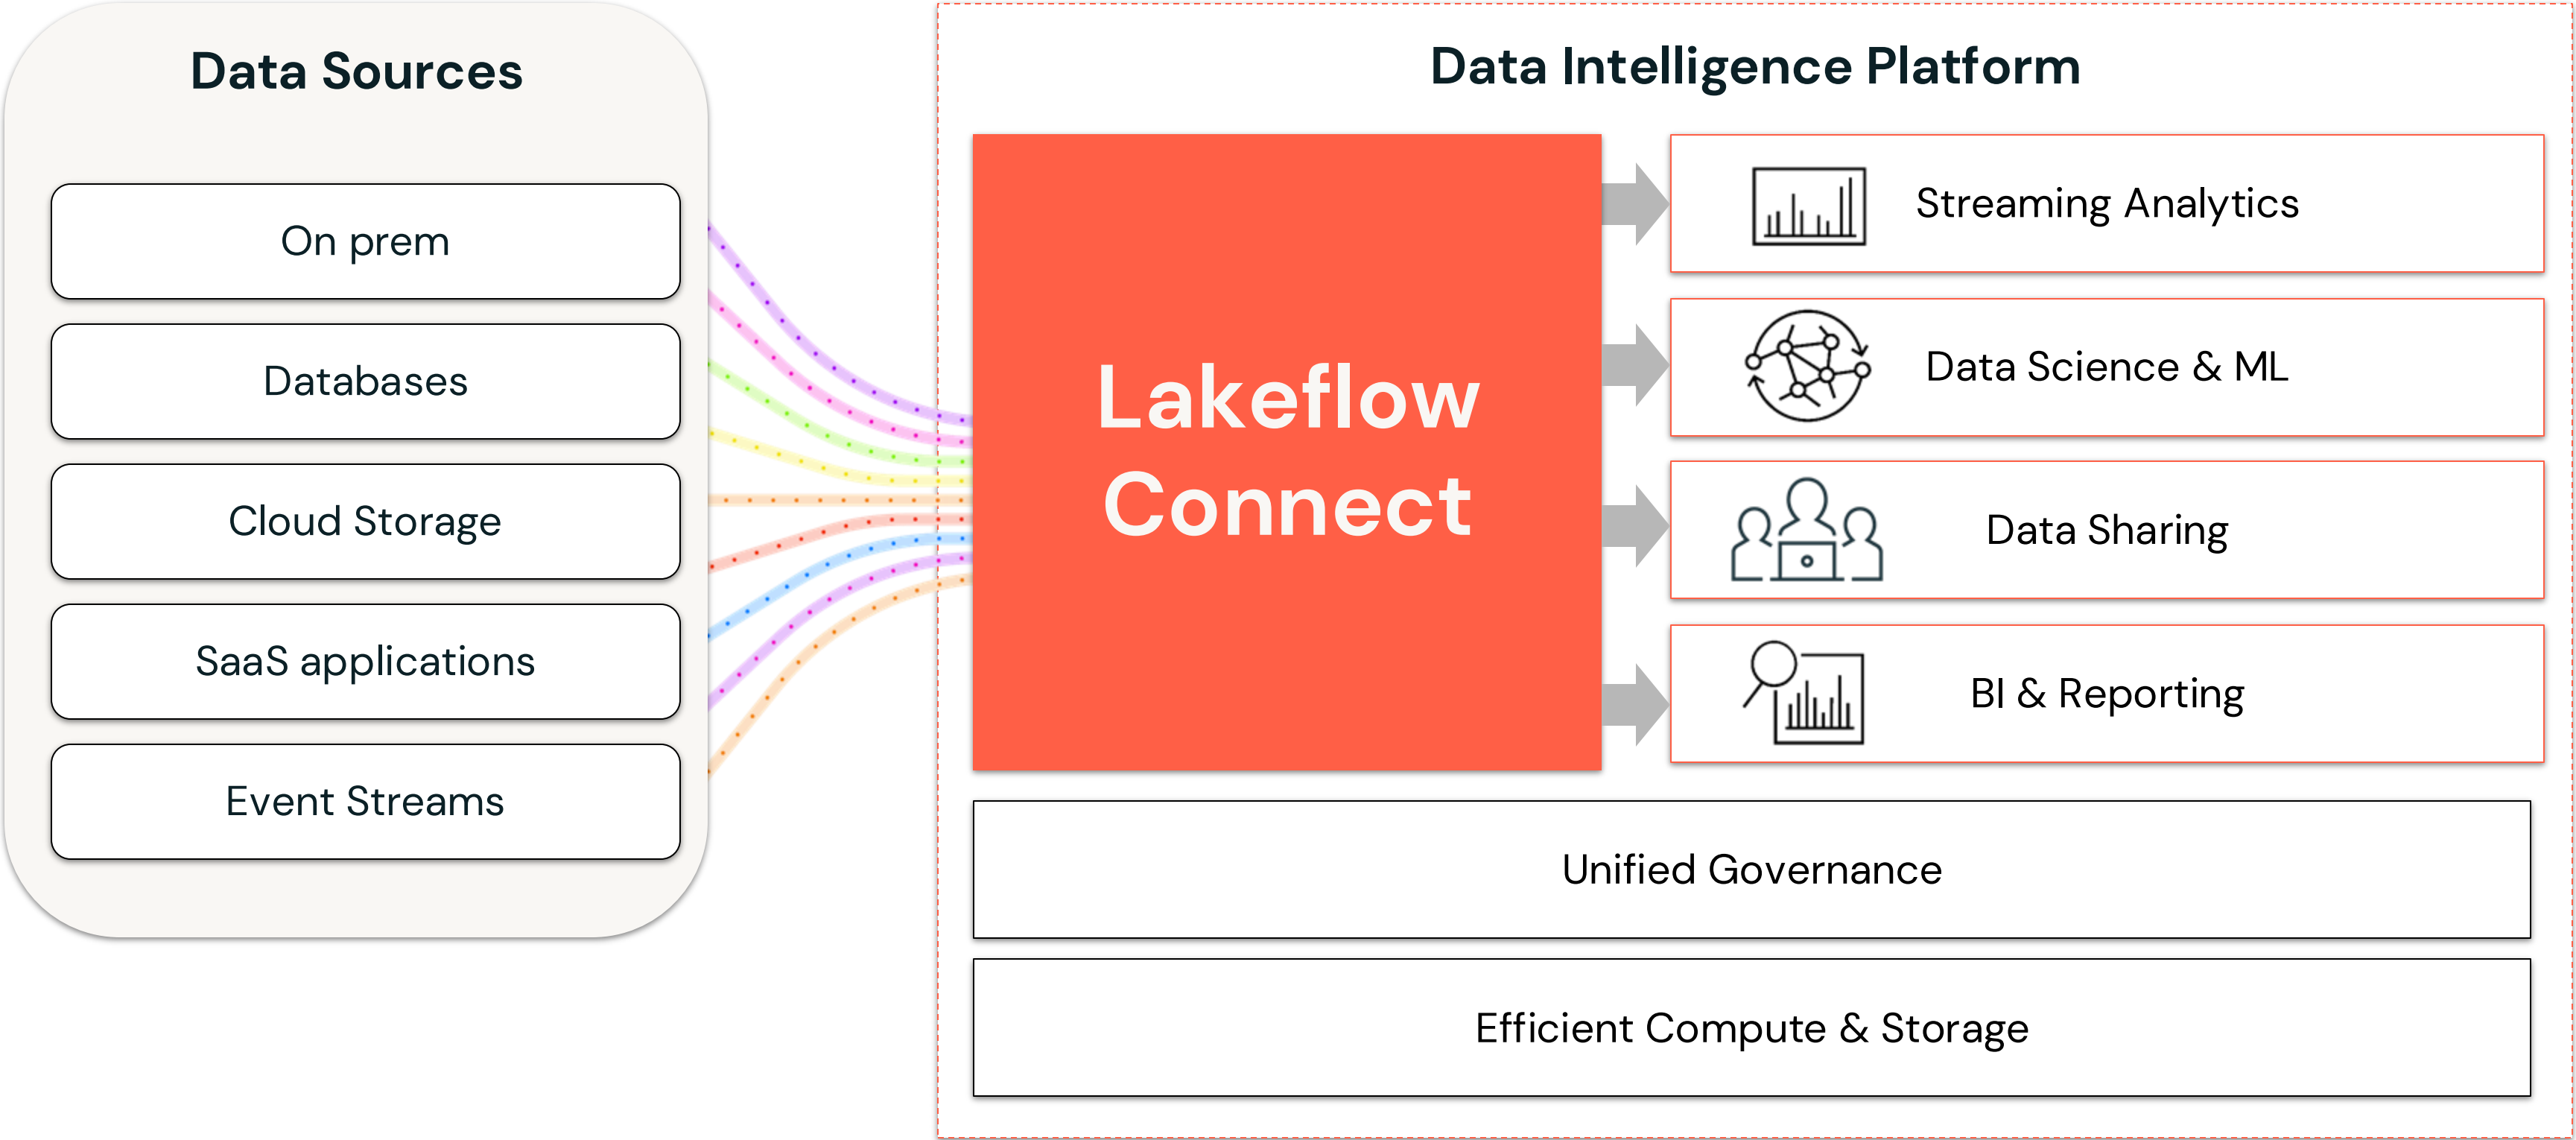 Data Sources
On prem
Databases
Cloud Storage
SaaS applications
Event Streams
Data Intelligence Platform
Lakeflow
Connect
Streaming Analytics
Data Science & ML
Data Sharing
BI & Reporting
Unified Governance
Efficient Compute & Storage